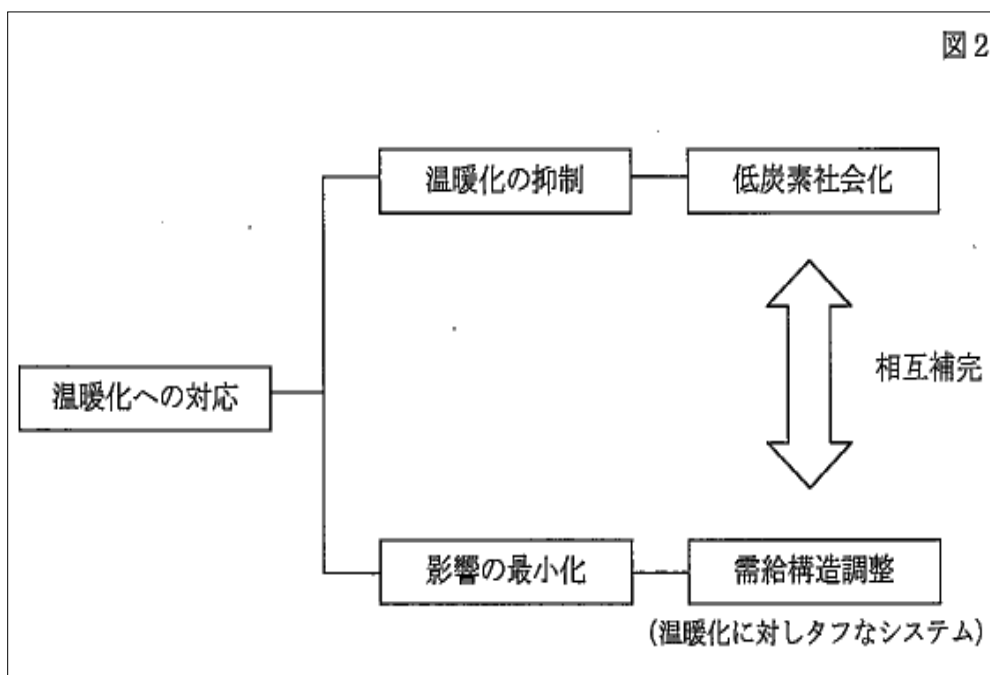 図2
温暖化の抑制
低炭素社会化
相互補完
温暖化への対応
影響の最小化
需給構造調整
(温暖化に対しタフなシステム)